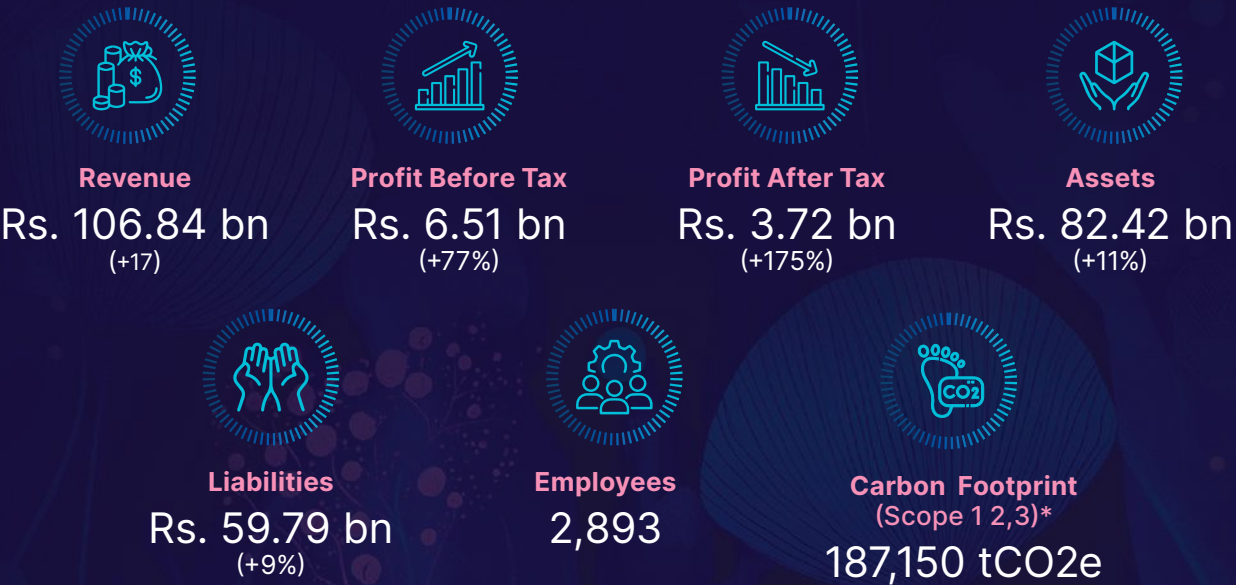 $
Revenue
Rs. 106.84 bn
(+17)
Profit Before Tax
Rs. 6.51 bn
(+77%)
Profit After Tax
Rs. 3.72 bn
(+175%)
Assets
Rs. 82.42 bn
(+11%)
Liabilities
Rs. 59.79 bn
(+9%)
Employees
2,893
CO2
Carbon Footprint
(Scope 1 2,3)*
187,150 tCO2e